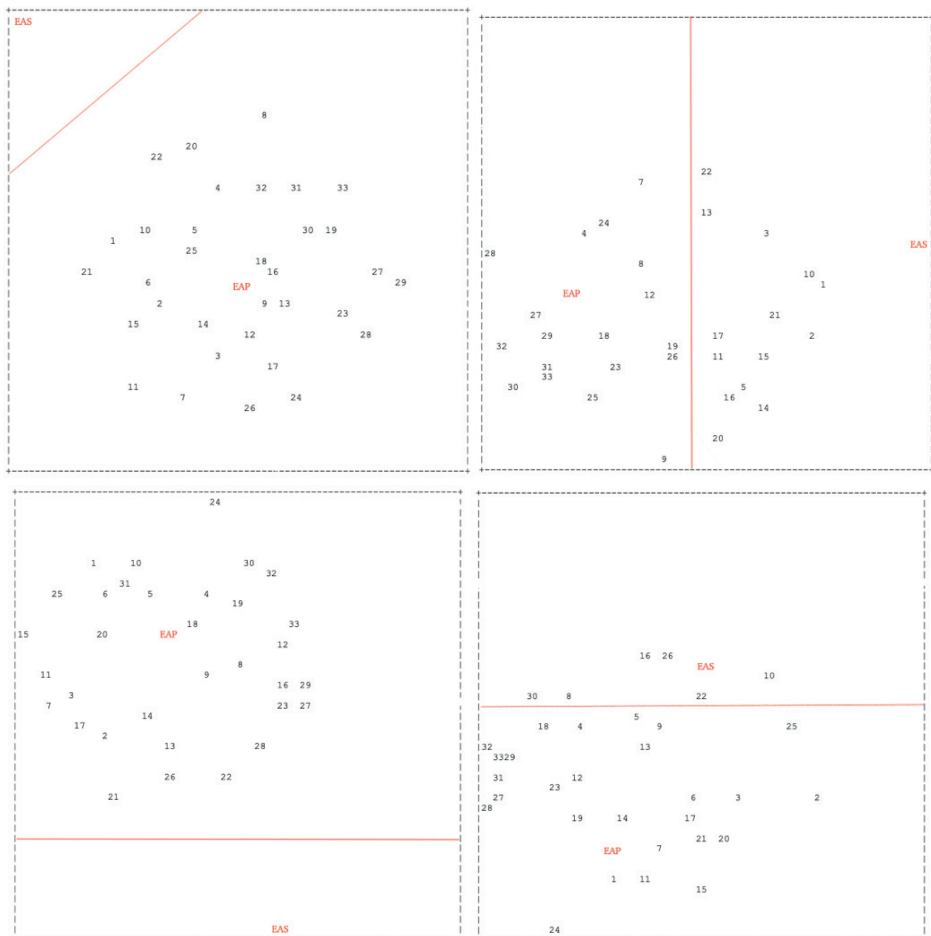 EAS
8
20
22
4 32 31 33
10 5 30 19
1
25
18
21 16 27
6 EAP 29
2 9 13
23
15 14
12 28
3
17
11
7 24
26
22
7
13
24
4 3
EAS
28
8
10
1
EAP 12
27 21
29 18 17 2
32 19
26 11 15
31 23
33
30 5
25 16
14
20
9
24
1 10 30
32
31
25 6 5 4
19
18 33
15 20 EAP
12
8
11 9
16 29
3
7 23 27
14
17
2
13 28
26 22
21
EAS
16 26
EAS
10
30 8 22
5
18 4 9 25
32 13
3329
31 12
23
27 6 3 2
28
19 14 17
21 20
EAP 7
1 11
15
24